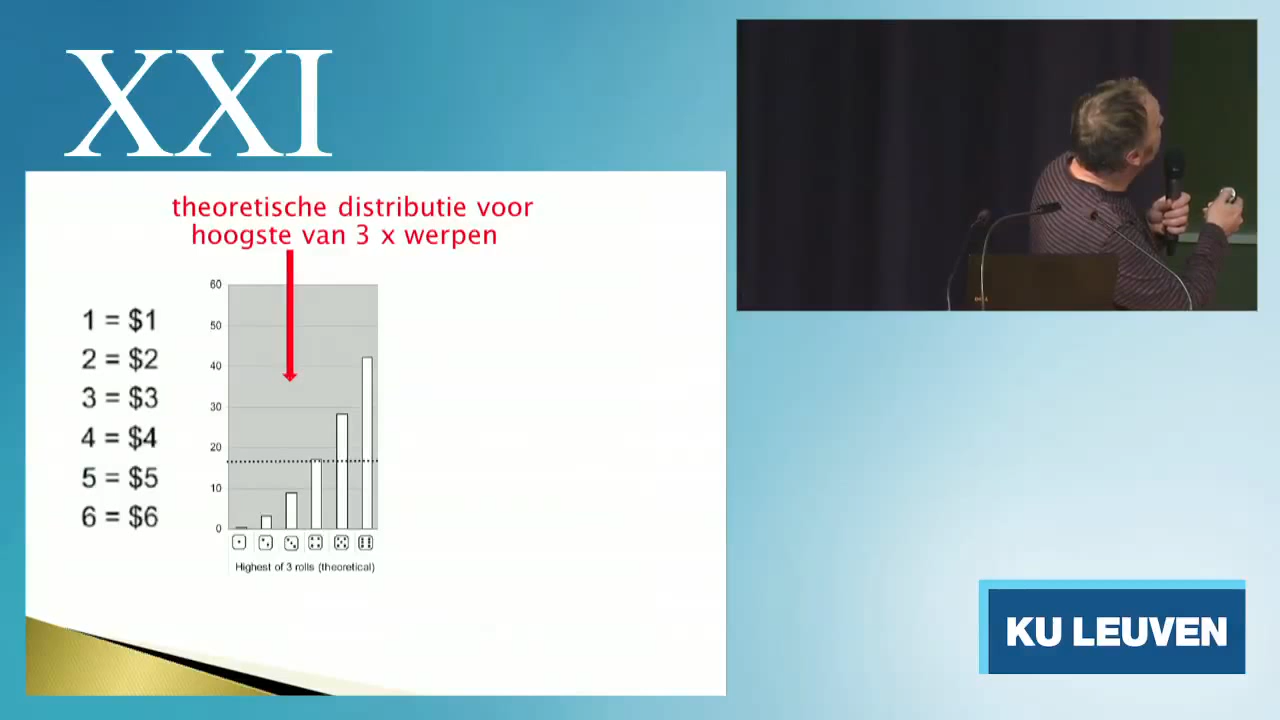 XXI
theoretische distributie voor
hoogste van 3 x werpen
1 = $1
2 = $2
3 = $3
4 = $4
5 = $5
6 = $6
60
50
40
30
20
10
0
Highest of 3 rolls (theoretical)
KU LEUVEN